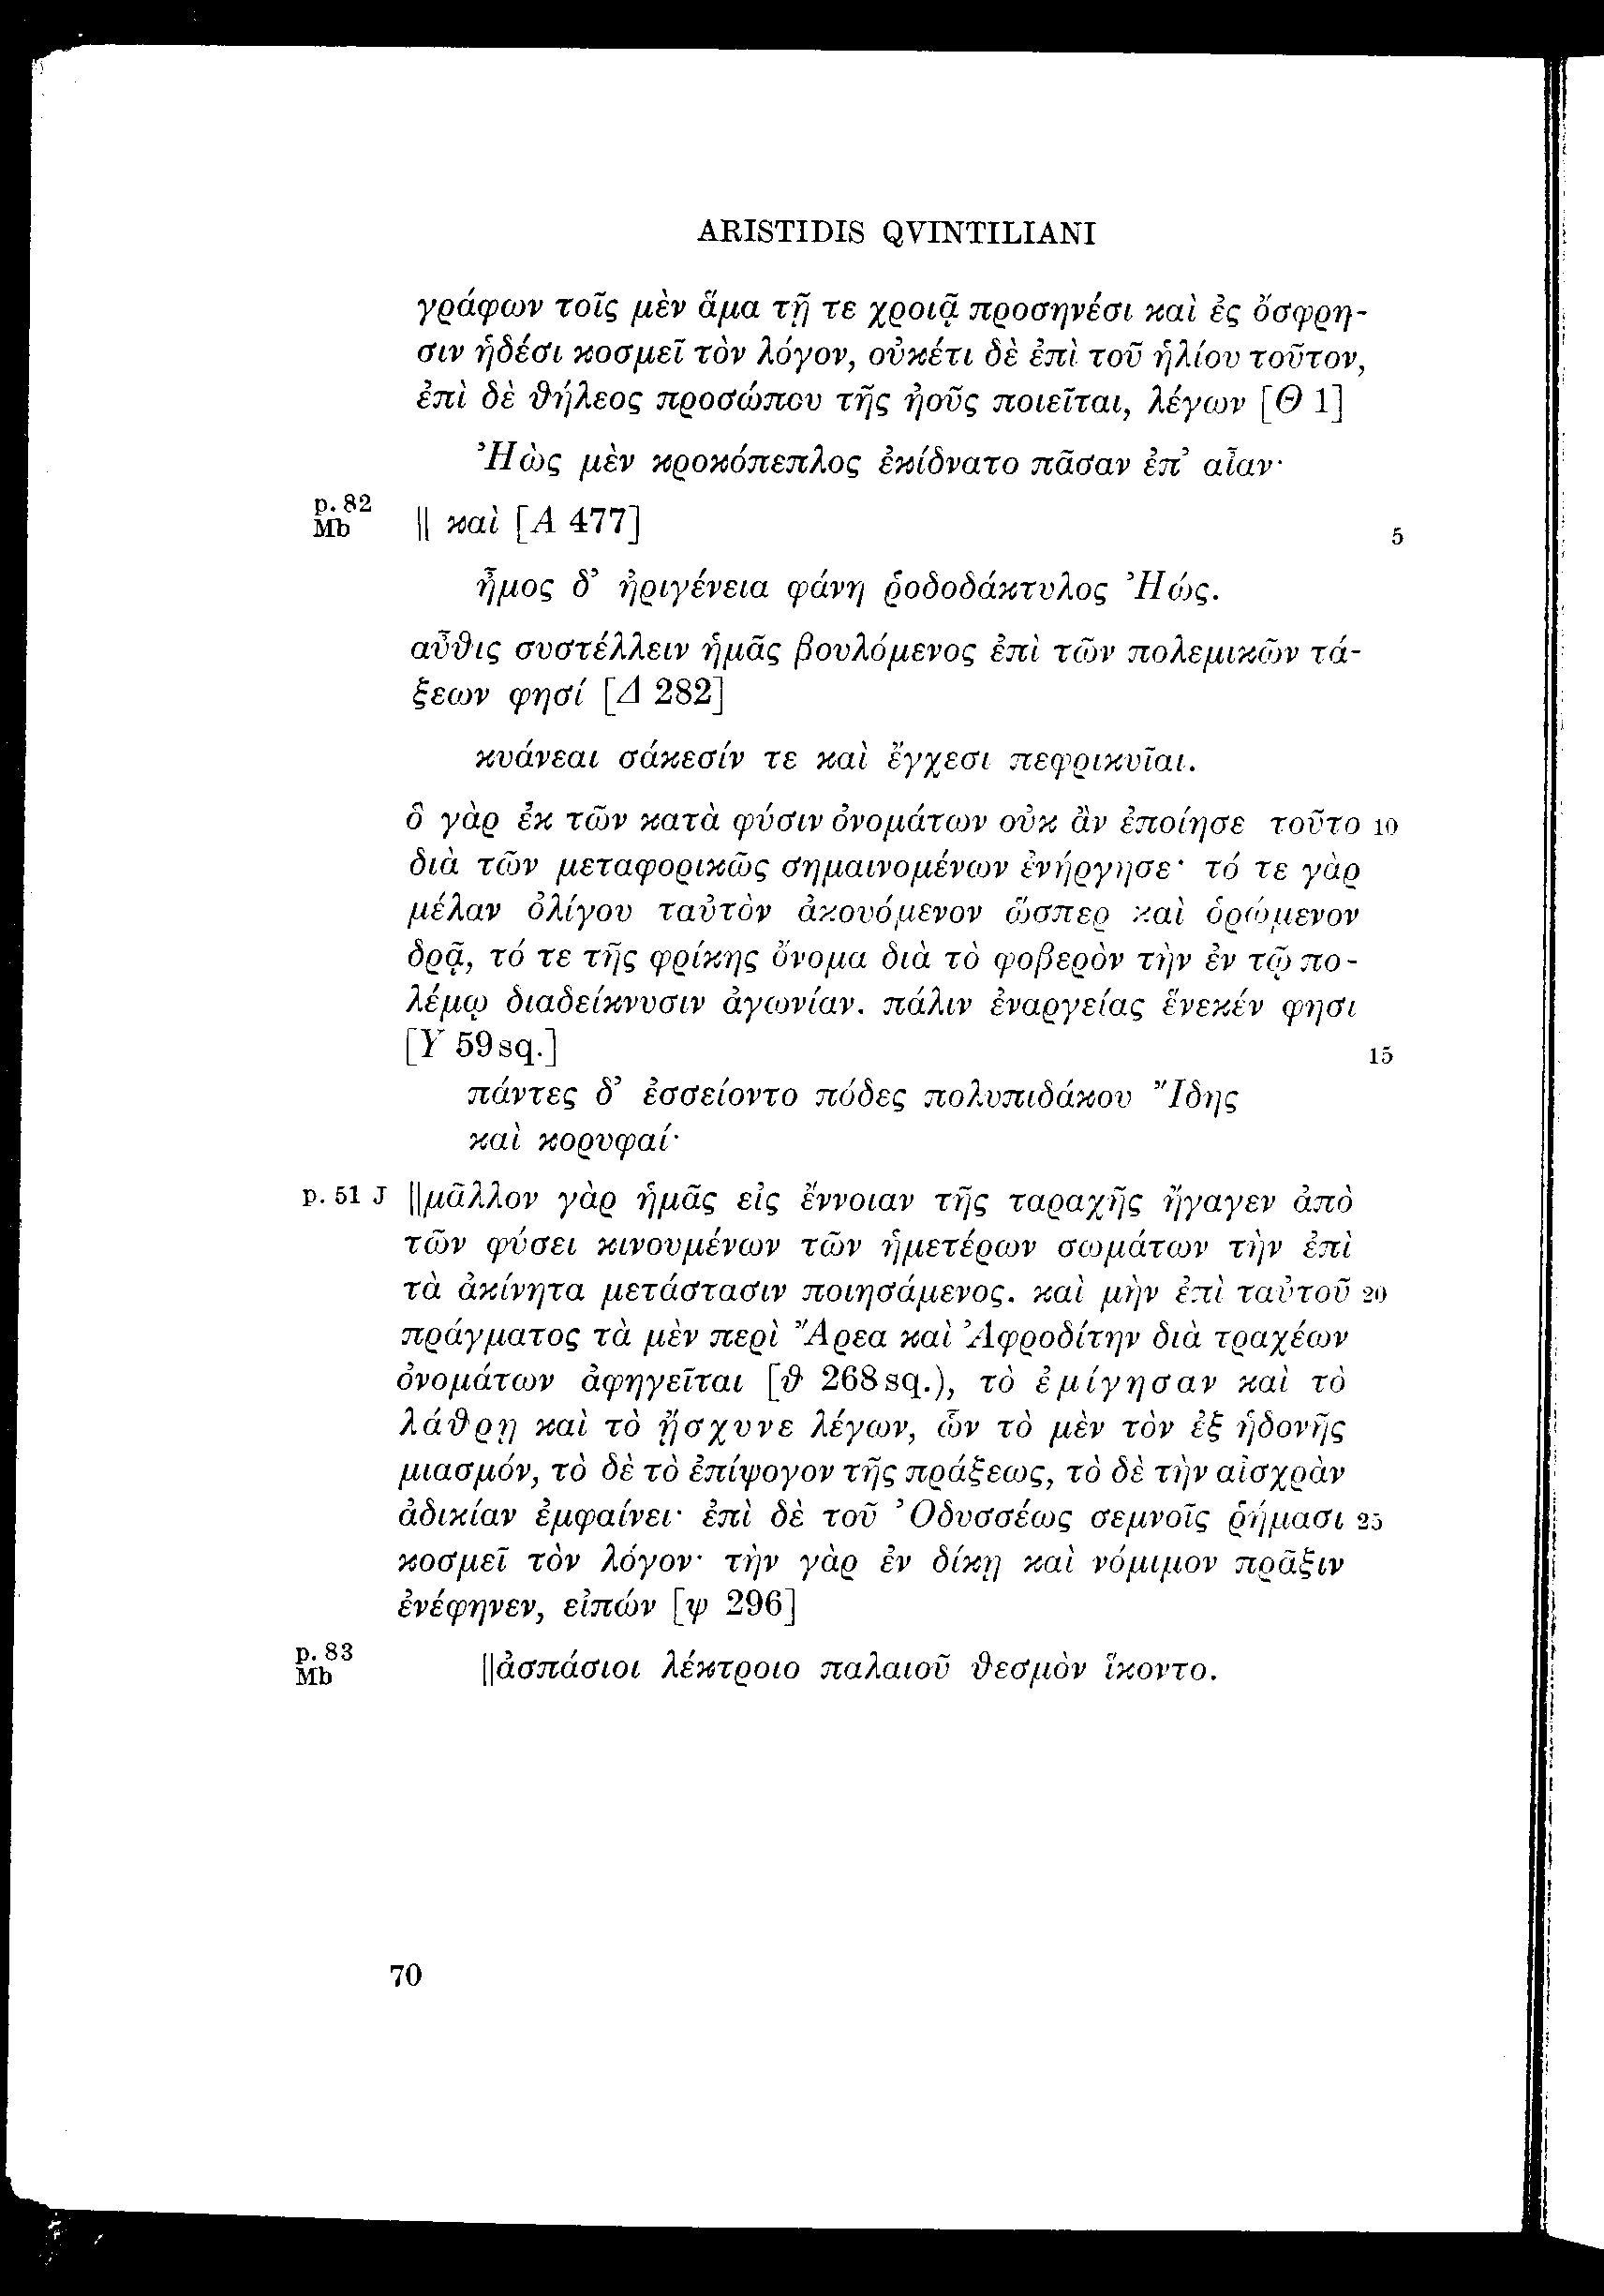 ARISTIDIS QVINTILIANI
γράφων τοῖς μὲν ἅμα τῇ τε χροιᾷ προσηνέσι καὶ ἐς ὄσφρη-
σιν ἡδέσι κοσμεῖ τὸν λόγον, οὐκέτι δὲ ἐπὶ τοῦ ἡλίου τοῦτον,
ἐπὶ δὲ θήλεος προσώπου τῆς ἠοῦς ποιεῖται, λέγων [Θ 1]
Ἠὼς μὲν κροκόπεπλος ἐκίδνατο πᾶσαν ἐπ’ αἶαν·
p. 82
Mb || καὶ [Α 477] 5
ἦμος δ’ ἠριγένεια φάνη ῥοδοδάκτυλος Ἠώς.
αὖθις συστέλλειν ἡμᾶς βουλόμενος ἐπὶ τῶν πολεμικῶν τά-
ξεων φησί [Δ 282]
κυάνεαι σάκεσίν τε καὶ ἔγχεσι πεφρικυῖαι.
ὃ γὰρ ἐκ τῶν κατὰ φύσιν ὀνομάτων οὐκ ἂν ἐποίησε τοῦτο 10
διὰ τῶν μεταφορικῶς σημαινομένων ἐνήργησε· τό τε γὰρ
μέλαν ὀλίγου ταὐτὸν ἀκουόμενον ὥσπερ καὶ ὁρώμενον
δρᾷ, τό τε τῆς φρίκης ὄνομα διὰ τὸ φοβερὸν τὴν ἐν τῷ πο-
λέμῳ διαδείκνυσιν ἀγωνίαν. πάλιν ἐναργείας ἕνεκέν φησι
[Υ 59 sq.] 15
πάντες δ’ ἐσσείοντο πόδες πολυπιδάκου Ἴδης
καὶ κορυφαί·
p. 51 J ||μᾶλλον γὰρ ἡμᾶς εἰς ἔννοιαν τῆς ταραχῆς ἤγαγεν ἀπὸ
τῶν φύσει κινουμένων τῶν ἡμετέρων σωμάτων τὴν ἐπὶ
τὰ ἀκίνητα μετάστασιν ποιησάμενος. καὶ μὴν ἐπὶ ταὐτοῦ 20
πράγματος τὰ μὲν περὶ Ἄρεα καὶ Ἀφροδίτην διὰ τραχέων
ὀνομάτων ἀφηγεῖται [θ 268 sq.), τὸ ἐμίγησαν καὶ τὸ
λάθρῃ καὶ τὸ ᾔσχυνε λέγων, ὧν τὸ μὲν τὸν ἐξ ἡδονῆς
μιασμόν, τὸ δὲ τὸ ἐπίψογον τῆς πράξεως, τὸ δὲ τὴν αἰσχρὰν
ἀδικίαν ἐμφαίνει· ἐπὶ δὲ τοῦ Ὀδυσσέως σεμνοῖς ῥήμασι 25
κοσμεῖ τὸν λόγον· τὴν γὰρ ἐν δίκῃ καὶ νόμιμον πρᾶξιν
ἐνέφηνεν, εἰπών [ψ 296]
p. 83
Mb ||ἀσπάσιοι λέκτροιο παλαιοῦ θεσμὸν ἵκοντο.
70